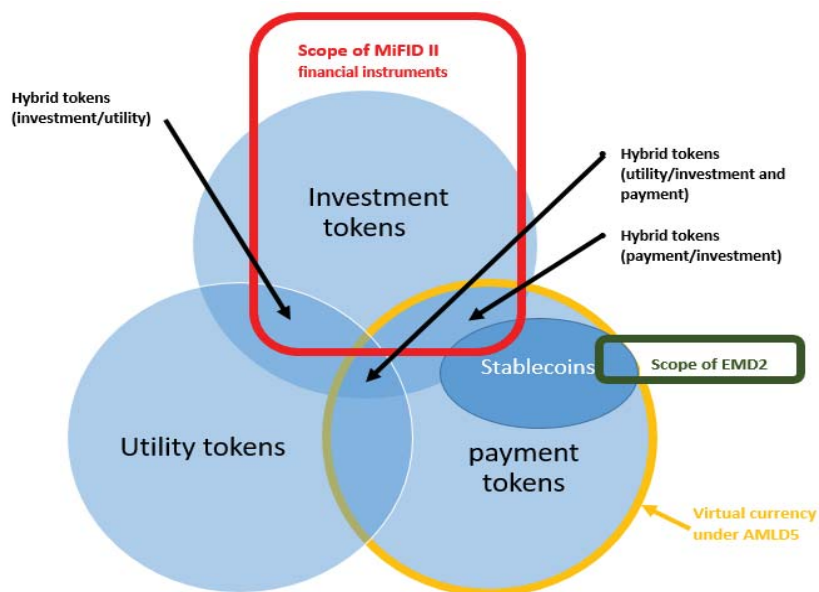 Scope of MiFID II
financial instruments
Hybrid tokens
(investment/utility)
Hybrid tokens
(utility/investment and
payment)
Hybrid tokens
(payment/investment)
Investment
tokens
Stablecoins
Scope of EMD2
Utility tokens
payment
tokens
Virtual currency
under AMLD5